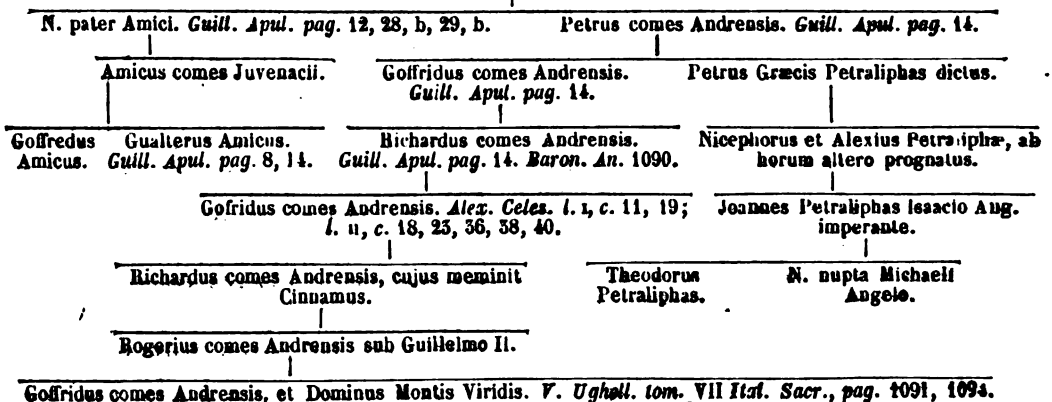 N. pater Amici. Guill. Apul. pag. 12, 28, b, 29, b. Petrus comes Andrensis. Guill. Apul. pag. 14.
Amicus comes Juvenacii. Goffridus comes Andrensis. Petrus Græcis Petraliphas dictus.
Guill. Apul. pag. 14.
Goffredus Gualterus Amicus. Richardus comes Andrensis. Nicephorus et Alexius Petraliphæ, ab
Amicus. Guill. Apul. pag. 8, 14. Guill. Apul. pag. 14. Baron. An. 1090. horum altero prognatus.
Gofridus comes Andrensis. Alex. Celes. l. I, c. 11, 19; Joannes Petraliphas Isaacio Aug.
l. II, c. 18, 23, 36, 38, 40. imperante.
Richardus comes Andrensis, cujus meminit Theodorus N. nupta Michaeli
Cinnamus. Petraliphas. Angelo.
Rogerius comes Andrensis sub Guillelmo II.
Goffridus comes Andrensis, et Dominus Montis Viridis. V. Ughell. tom. VII Ital. Sacr., pag. 1091, 1094.